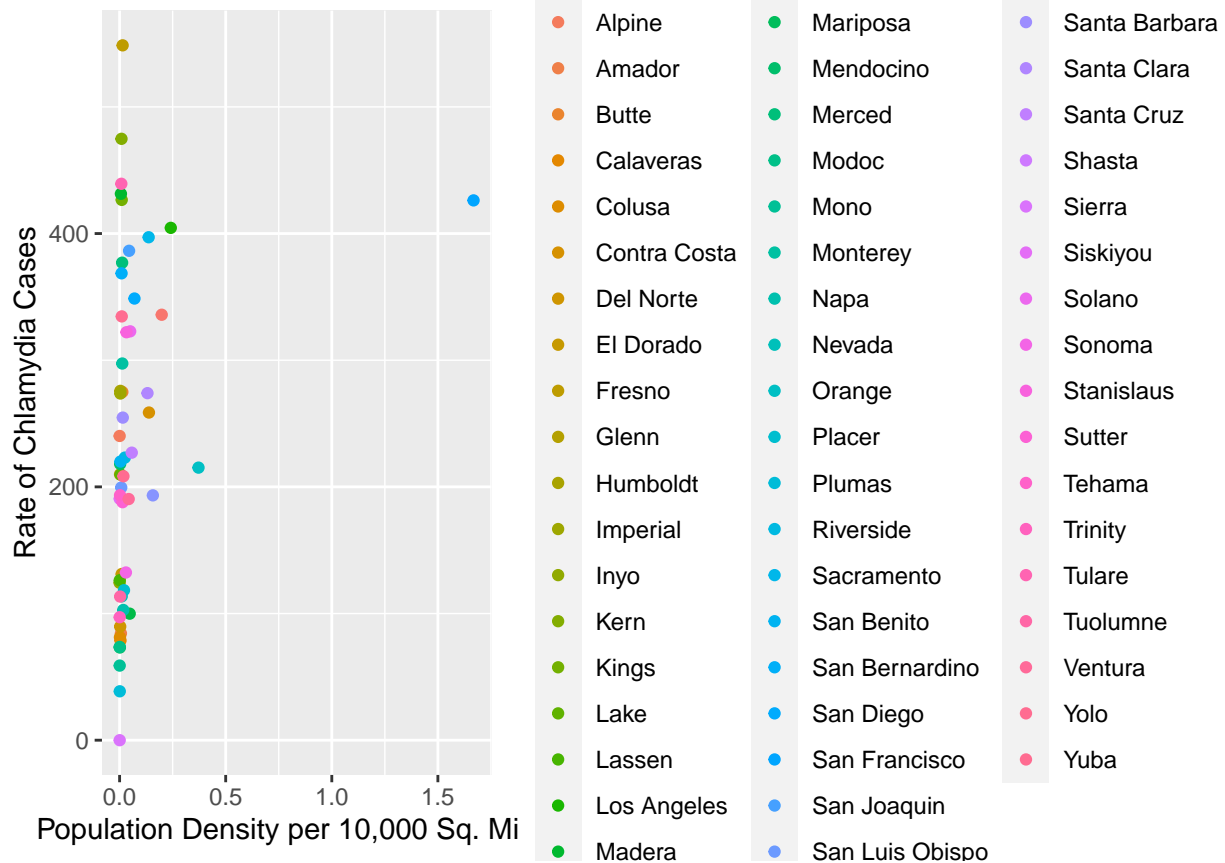 Rate of Chlamydia Cases
400
200
0
0.0 0.5 1.0 1.5
Population Density per 10,000 Sq. Mi
Alpine
Amador
Butte
Calaveras
Colusa
Contra Costa
Del Norte
El Dorado
Fresno
Glenn
Humboldt
Imperial
Inyo
Kern
Kings
Lake
Lassen
Los Angeles
Madera
Mariposa
Mendocino
Merced
Modoc
Mono
Monterey
Napa
Nevada
Orange
Placer
Plumas
Riverside
Sacramento
San Benito
San Bernardino
San Diego
San Francisco
San Joaquin
San Luis Obispo
Santa Barbara
Santa Clara
Santa Cruz
Shasta
Sierra
Siskiyou
Solano
Sonoma
Stanislaus
Sutter
Tehama
Trinity
Tulare
Tuolumne
Ventura
Yolo
Yuba